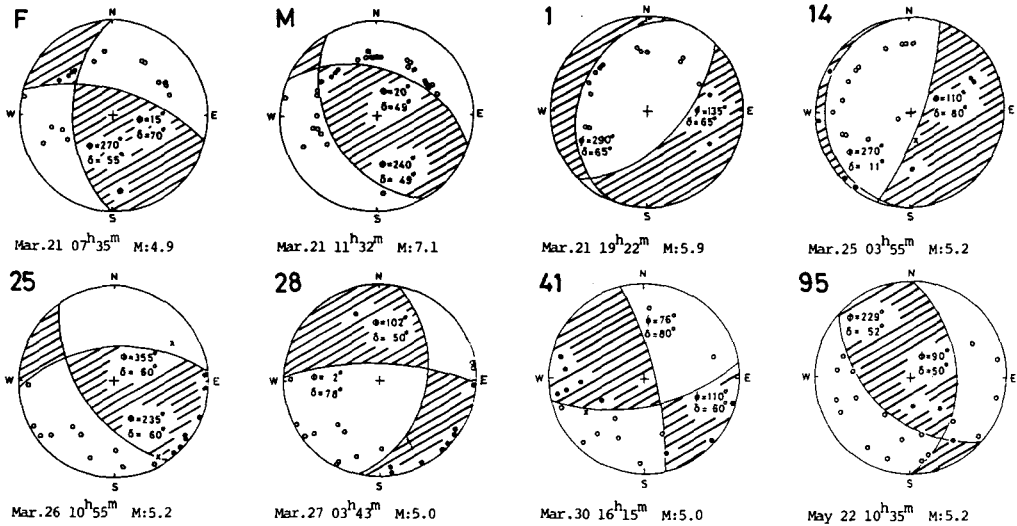 F M 1 14
N N N N
W E W E W E W E
S S S S
Φ=15° δ=70°
Φ=270° δ=55°
Φ=20° δ=49°
Φ=240° δ=49°
φ=135° δ=65°
φ=290° δ=65°
Φ=110° δ=80°
Φ=270° δ=11°
Mar.21 07h35m M:4.9 Mar.21 11h32m M:7.1 Mar.21 19h22m M:5.9 Mar.25 03h55m M:5.2
25 28 41 95
N N N N
W E W E W E W E
S S S S
Φ=355° δ=60°
Φ=235° δ=60°
Φ=102° δ=50°
Φ=2° δ=78°
φ=76° δ=80°
φ=110° δ=60°
Φ=229° δ=52°
Φ=90° δ=50°
Mar.26 10h55m M:5.2 Mar.27 03h43m M:5.0 Mar.30 16h15m M:5.0 May 22 10h35m M:5.2